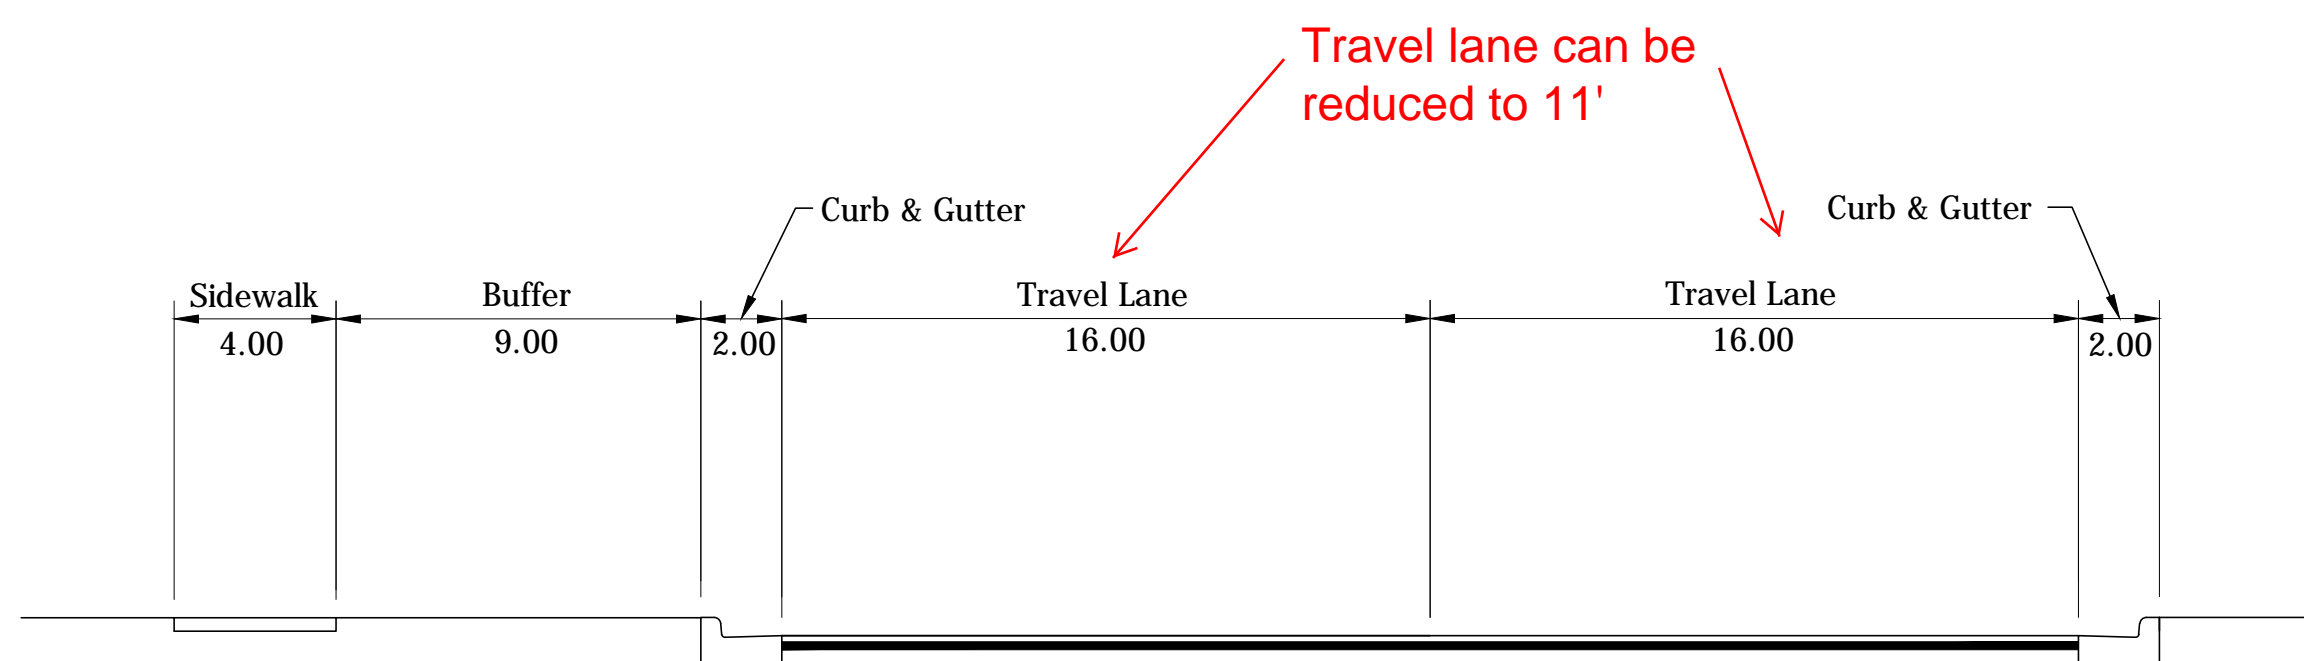 Travel lane can be
reduced to 11'
Curb & Gutter
Curb & Gutter
Sidewalk
Buffer
Travel Lane
Travel Lane
4.00
9.00
2.00
16.00
16.00
2.00